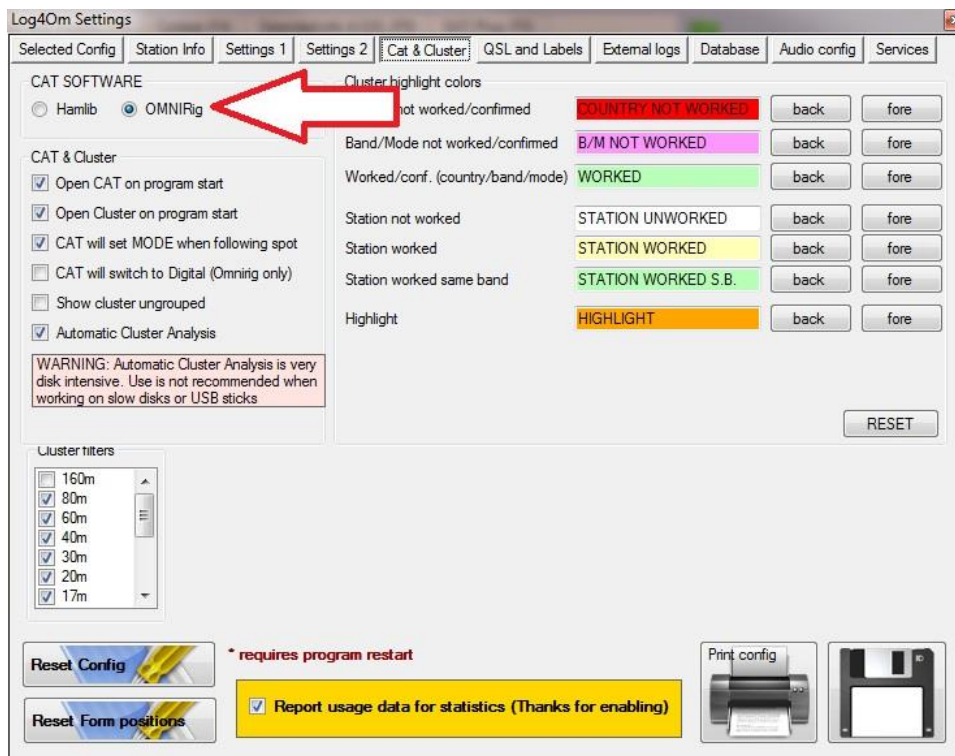 Log4Om Settings
Selected Config Station Info Settings 1 Settings 2 Cat & Cluster QSL and Labels External logs Database Audio config Services
CAT SOFTWARE
Hamlib OMNIRig
CAT & Cluster
Open CAT on program start
Open Cluster on program start
CAT will set MODE when following spot
CAT will switch to Digital (Omnirig only)
Show cluster ungrouped
Automatic Cluster Analysis
WARNING: Automatic Cluster Analysis is very
disk intensive. Use is not recommended when
working on slow disks or USB sticks
Cluster highlight colors
not worked/confirmed COUNTRY NOT WORKED back fore
Band/Mode not worked/confirmed B/M NOT WORKED back fore
Worked/conf. (country/band/mode) WORKED back fore
Station not worked STATION UNWORKED back fore
Station worked STATION WORKED back fore
Station worked same band STATION WORKED S.B. back fore
Highlight HIGHLIGHT back fore
RESET
Cluster filters
160m
80m
60m
40m
30m
20m
17m
Reset Config
Reset Form positions
* requires program restart
Report usage data for statistics (Thanks for enabling)
Print config